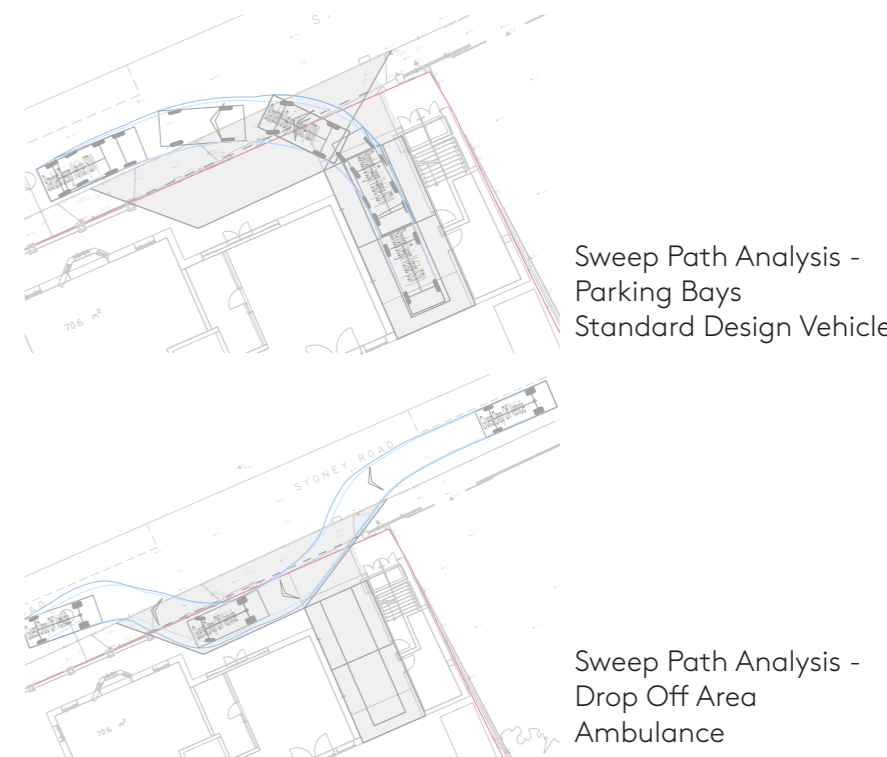 70.6 m²
Sweep Path Analysis -
Parking Bays
Standard Design Vehicle
SYDNEY ROAD
70.6 m²
Sweep Path Analysis -
Drop Off Area
Ambulance